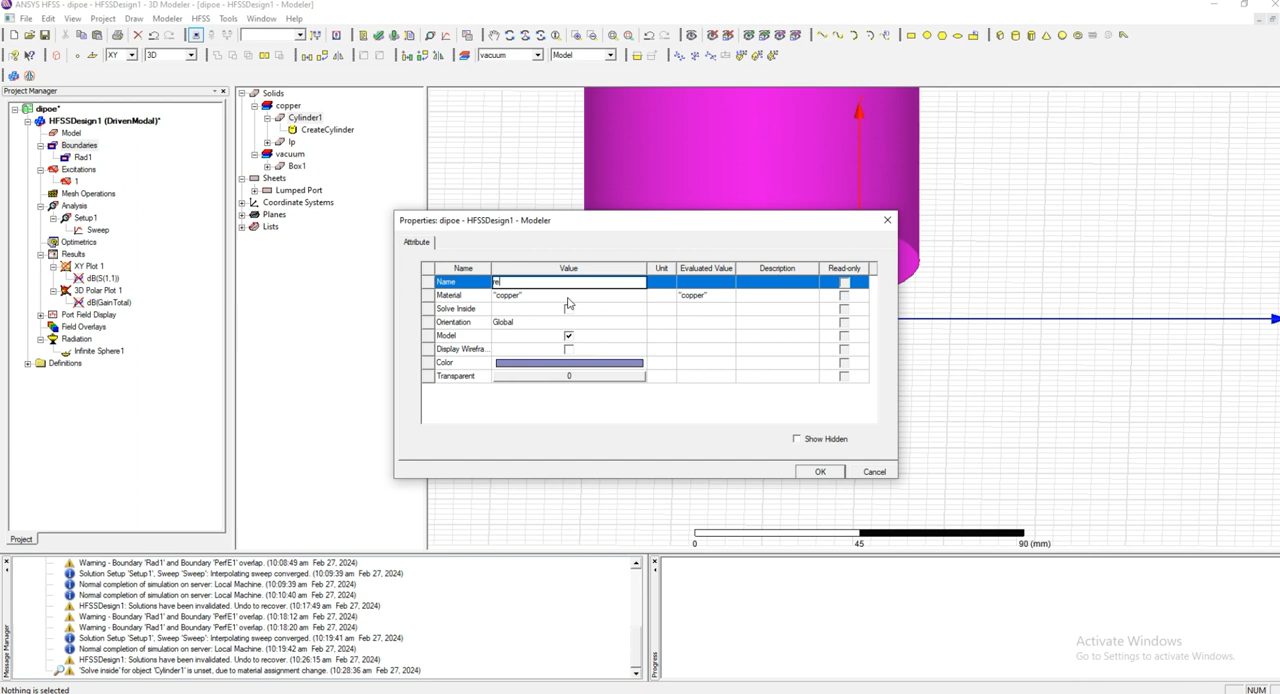 ANSYS HFSS - dipoe - HFSSDesign1 - 3D Modeler - [dipoe - HFSSDesign1 - Modeler]
File Edit View Project Draw Modeler HFSS Tools Window Help
XY 3D vacuum Model
Project Manager
dipoe*
HFSSDesign1 (DrivenModal)*
Model
Boundaries
Rad1
Excitations
1
Mesh Operations
Analysis
Setup1
Sweep
Optimetrics
Results
XY Plot 1
dB(S(1,1))
3D Polar Plot 1
dB(GainTotal)
Port Field Display
Field Overlays
Radiation
Infinite Sphere1
Definitions
Project
Solids
copper
Cylinder1
CreateCylinder
lp
vacuum
Box1
Sheets
Lumped Port
Coordinate Systems
Planes
Lists
Properties: dipoe - HFSSDesign1 - Modeler
Attribute
Name Value Unit Evaluated Value Description Read-only
Name re
Material "copper" "copper"
Solve Inside
Orientation Global
Model
Display Wirefra...
Color
Transparent 0
Show Hidden
OK Cancel
0 45 90 (mm)
Message Manager
Warning - Boundary 'Rad1' and Boundary 'PerfE1' overlap. (10:08:49 am Feb 27, 2024)
Solution Setup 'Setup1', Sweep 'Sweep': Interpolating sweep converged. (10:09:39 am Feb 27, 2024)
Normal completion of simulation on server: Local Machine. (10:09:39 am Feb 27, 2024)
Normal completion of simulation on server: Local Machine. (10:10:40 am Feb 27, 2024)
HFSSDesign1: Solutions have been invalidated. Undo to recover. (10:17:49 am Feb 27, 2024)
Warning - Boundary 'Rad1' and Boundary 'PerfE1' overlap. (10:18:12 am Feb 27, 2024)
Warning - Boundary 'Rad1' and Boundary 'PerfE1' overlap. (10:18:20 am Feb 27, 2024)
Solution Setup 'Setup1', Sweep 'Sweep': Interpolating sweep converged. (10:19:41 am Feb 27, 2024)
Normal completion of simulation on server: Local Machine. (10:19:42 am Feb 27, 2024)
HFSSDesign1: Solutions have been invalidated. Undo to recover. (10:26:15 am Feb 27, 2024)
'Solve inside' for object 'Cylinder1' is unset, due to material assignment change. (10:28:36 am Feb 27, 2024)
Progress
Activate Windows
Go to Settings to activate Windows.
Nothing is selected
NUM